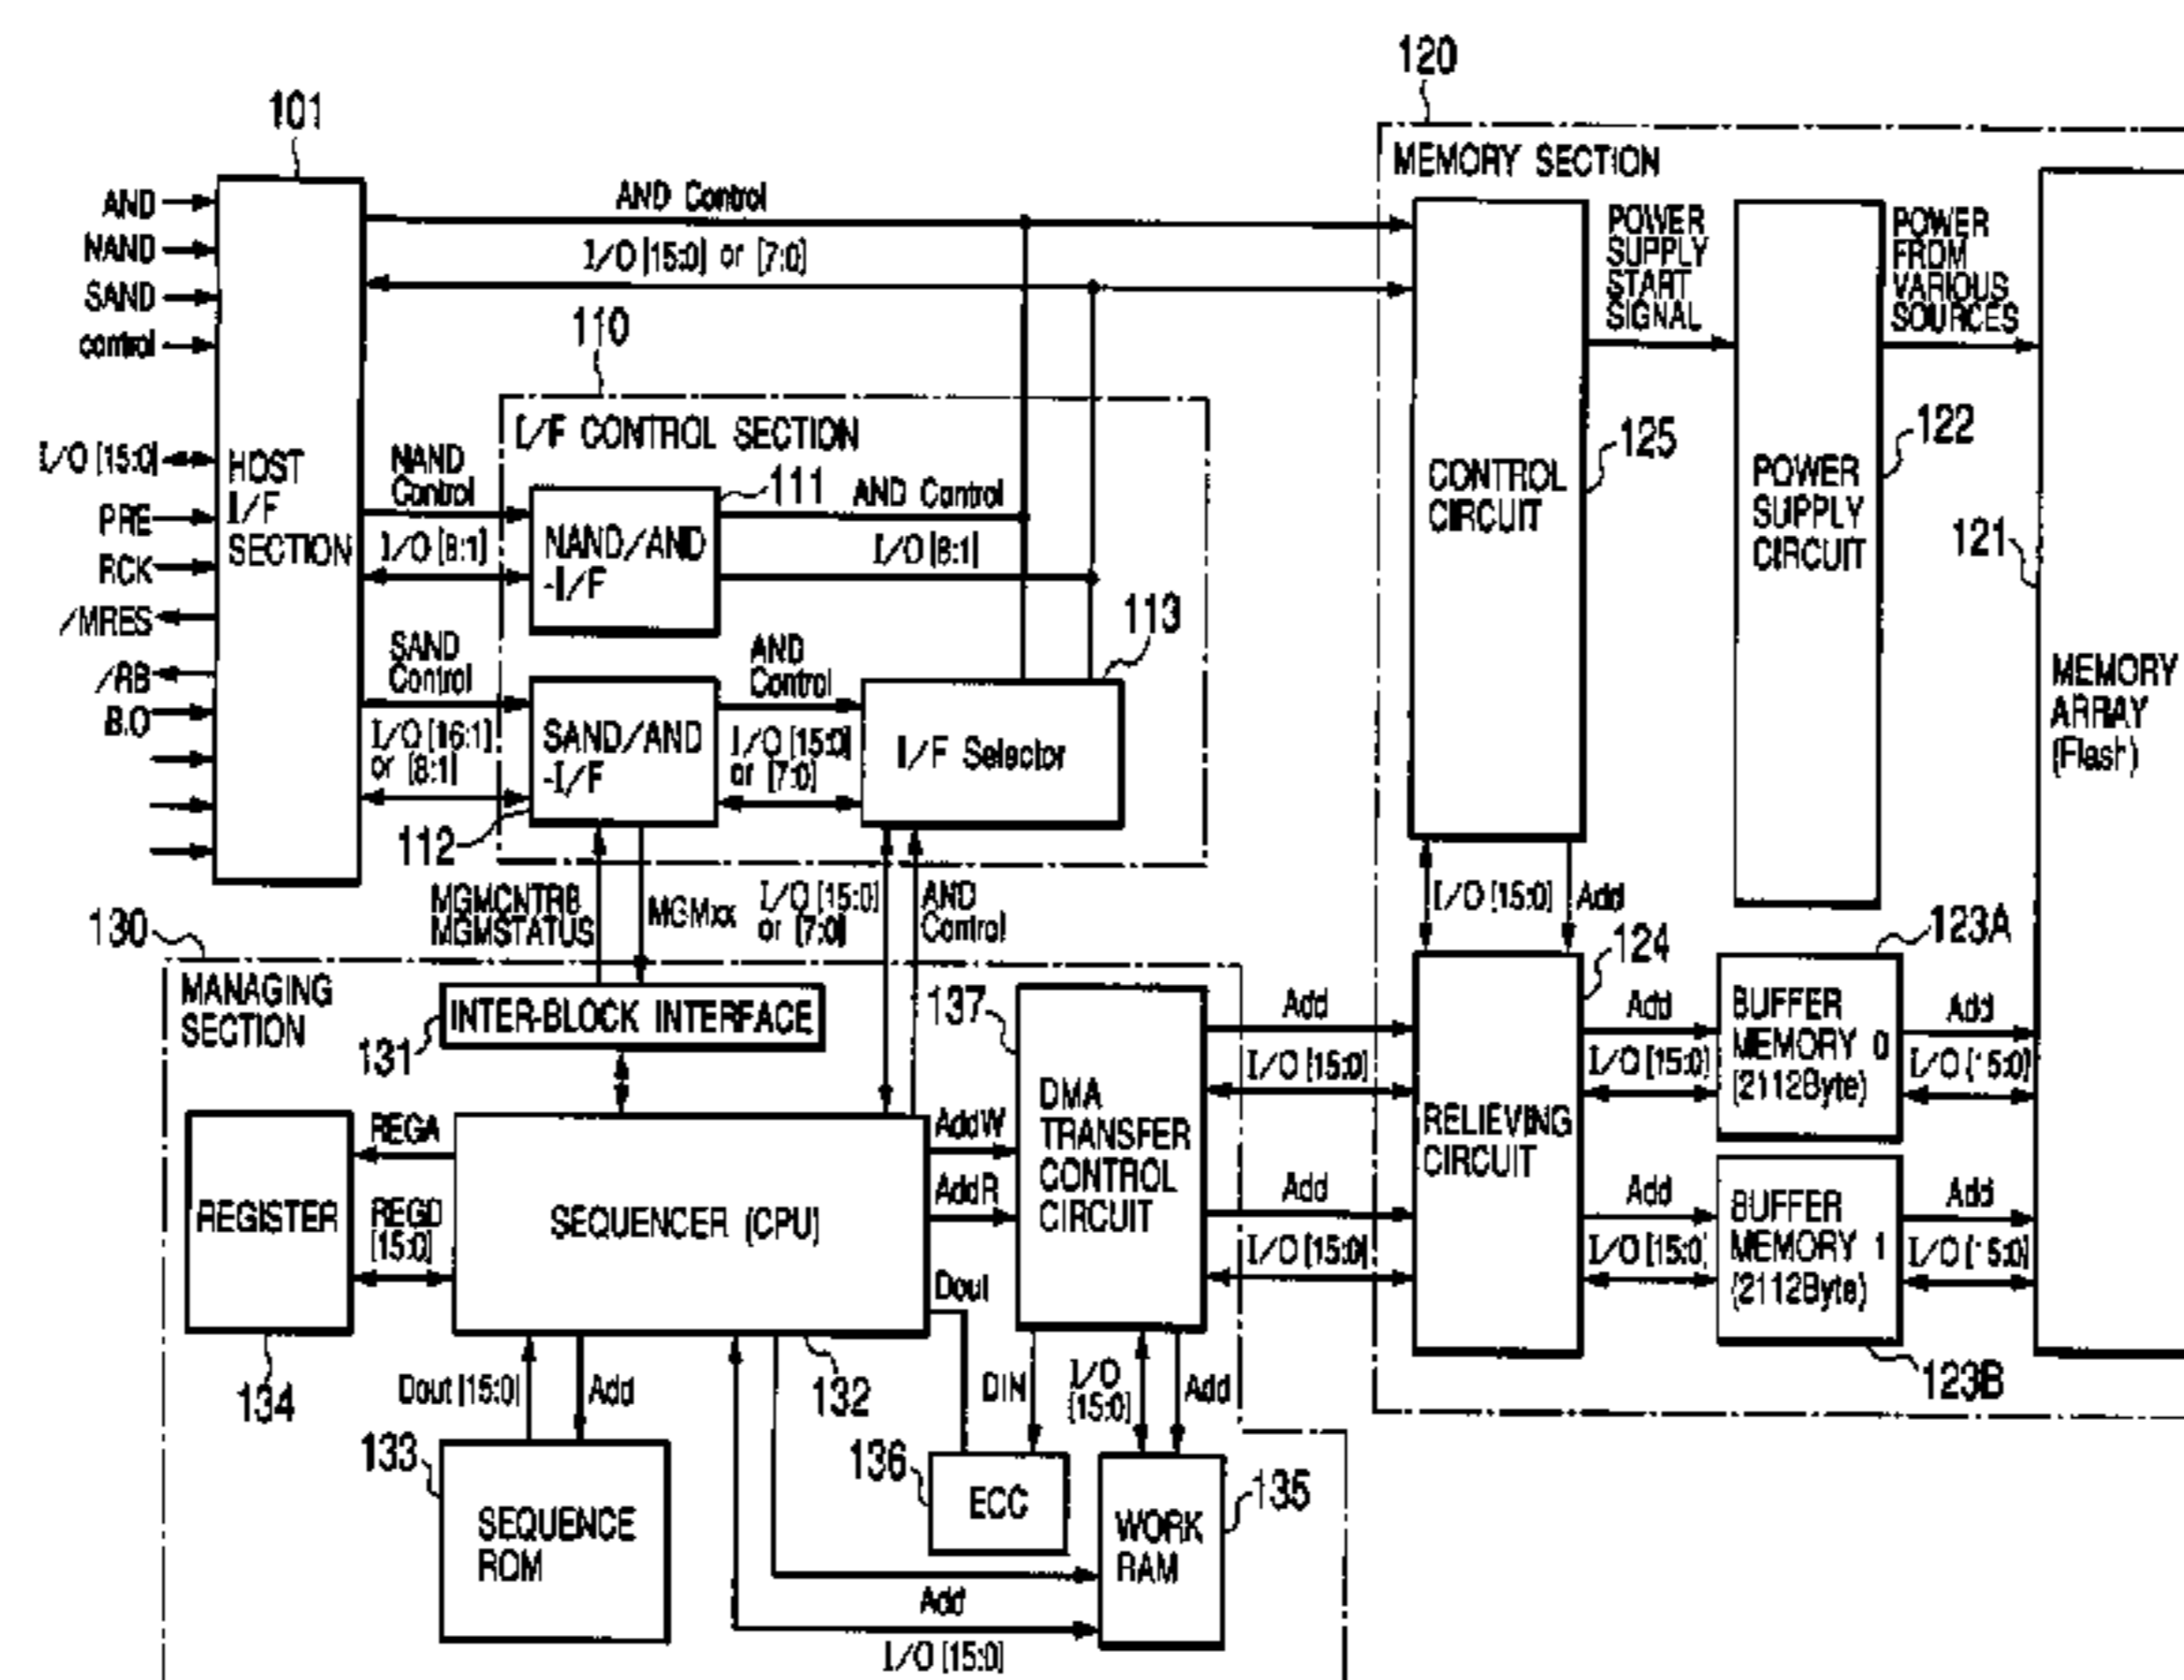 120
101
MEMORY SECTION
AND
NAND
SAND
control
AND Control
I/O [15:0] or [7:0]
POWER
SUPPLY
START
SIGNAL
POWER
FROM
VARIOUS
SOURCES
110
I/F CONTROL SECTION
I/O [15:0]
PRE
RCK
/MRES
/RB
B.O
HOST
I/F
SECTION
NAND
Control
I/O [8:1]
111
NAND/AND
-I/F
AND Control
I/O [8:1]
113
SAND
Control
I/O [16:1]
or [8:1]
SAND/AND
-I/F
AND
Control
I/O [15:0]
or [7:0]
I/F Selector
112
CONTROL
CIRCUIT
125
POWER
SUPPLY
CIRCUIT
122
121
MEMORY
ARRAY
(Flash)
MGMCNTRB
MGMSTATUS
MGMxx
I/O [15:0]
or [7:0]
AND
Control
I/O [15:0]
Add
130
MANAGING
SECTION
INTER-BLOCK INTERFACE
131
137
124
123A
DMA
TRANSFER
CONTROL
CIRCUIT
Add
I/O [15:0]
Add
I/O [15:0]
RELIEVING
CIRCUIT
Add
I/O [15:0]
BUFFER
MEMORY 0
(2112Byte)
Add
I/O [15:0]
Add
I/O [15:0]
BUFFER
MEMORY 1
(2112Byte)
Add
I/O [15:0]
123B
REGISTER
REGA
REGD
[15:0]
SEQUENCER (CPU)
AddW
AddR
Dout
134
Dout [15:0]
Add
132
DIN
I/O
[15:0]
Add
133
SEQUENCE
ROM
136
ECC
WORK
RAM
135
Add
I/O [15:0]